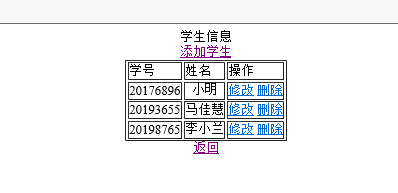 学生信息
添加学生
学号 姓名 操作
20176896 小明 修改 删除
20193655 马佳慧 修改 删除
20198765 李小兰 修改 删除
返回